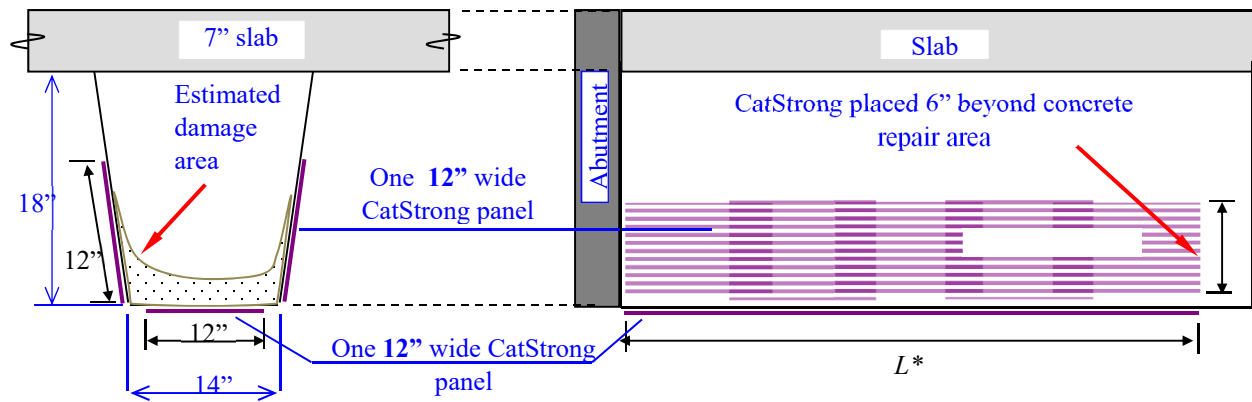 7” slab
Slab
Estimated
damage
area
18”
12”
12”
14”
One 12” wide
CatStrong panel
One 12” wide CatStrong
panel
Abutment
CatStrong placed 6” beyond concrete
repair area
L*